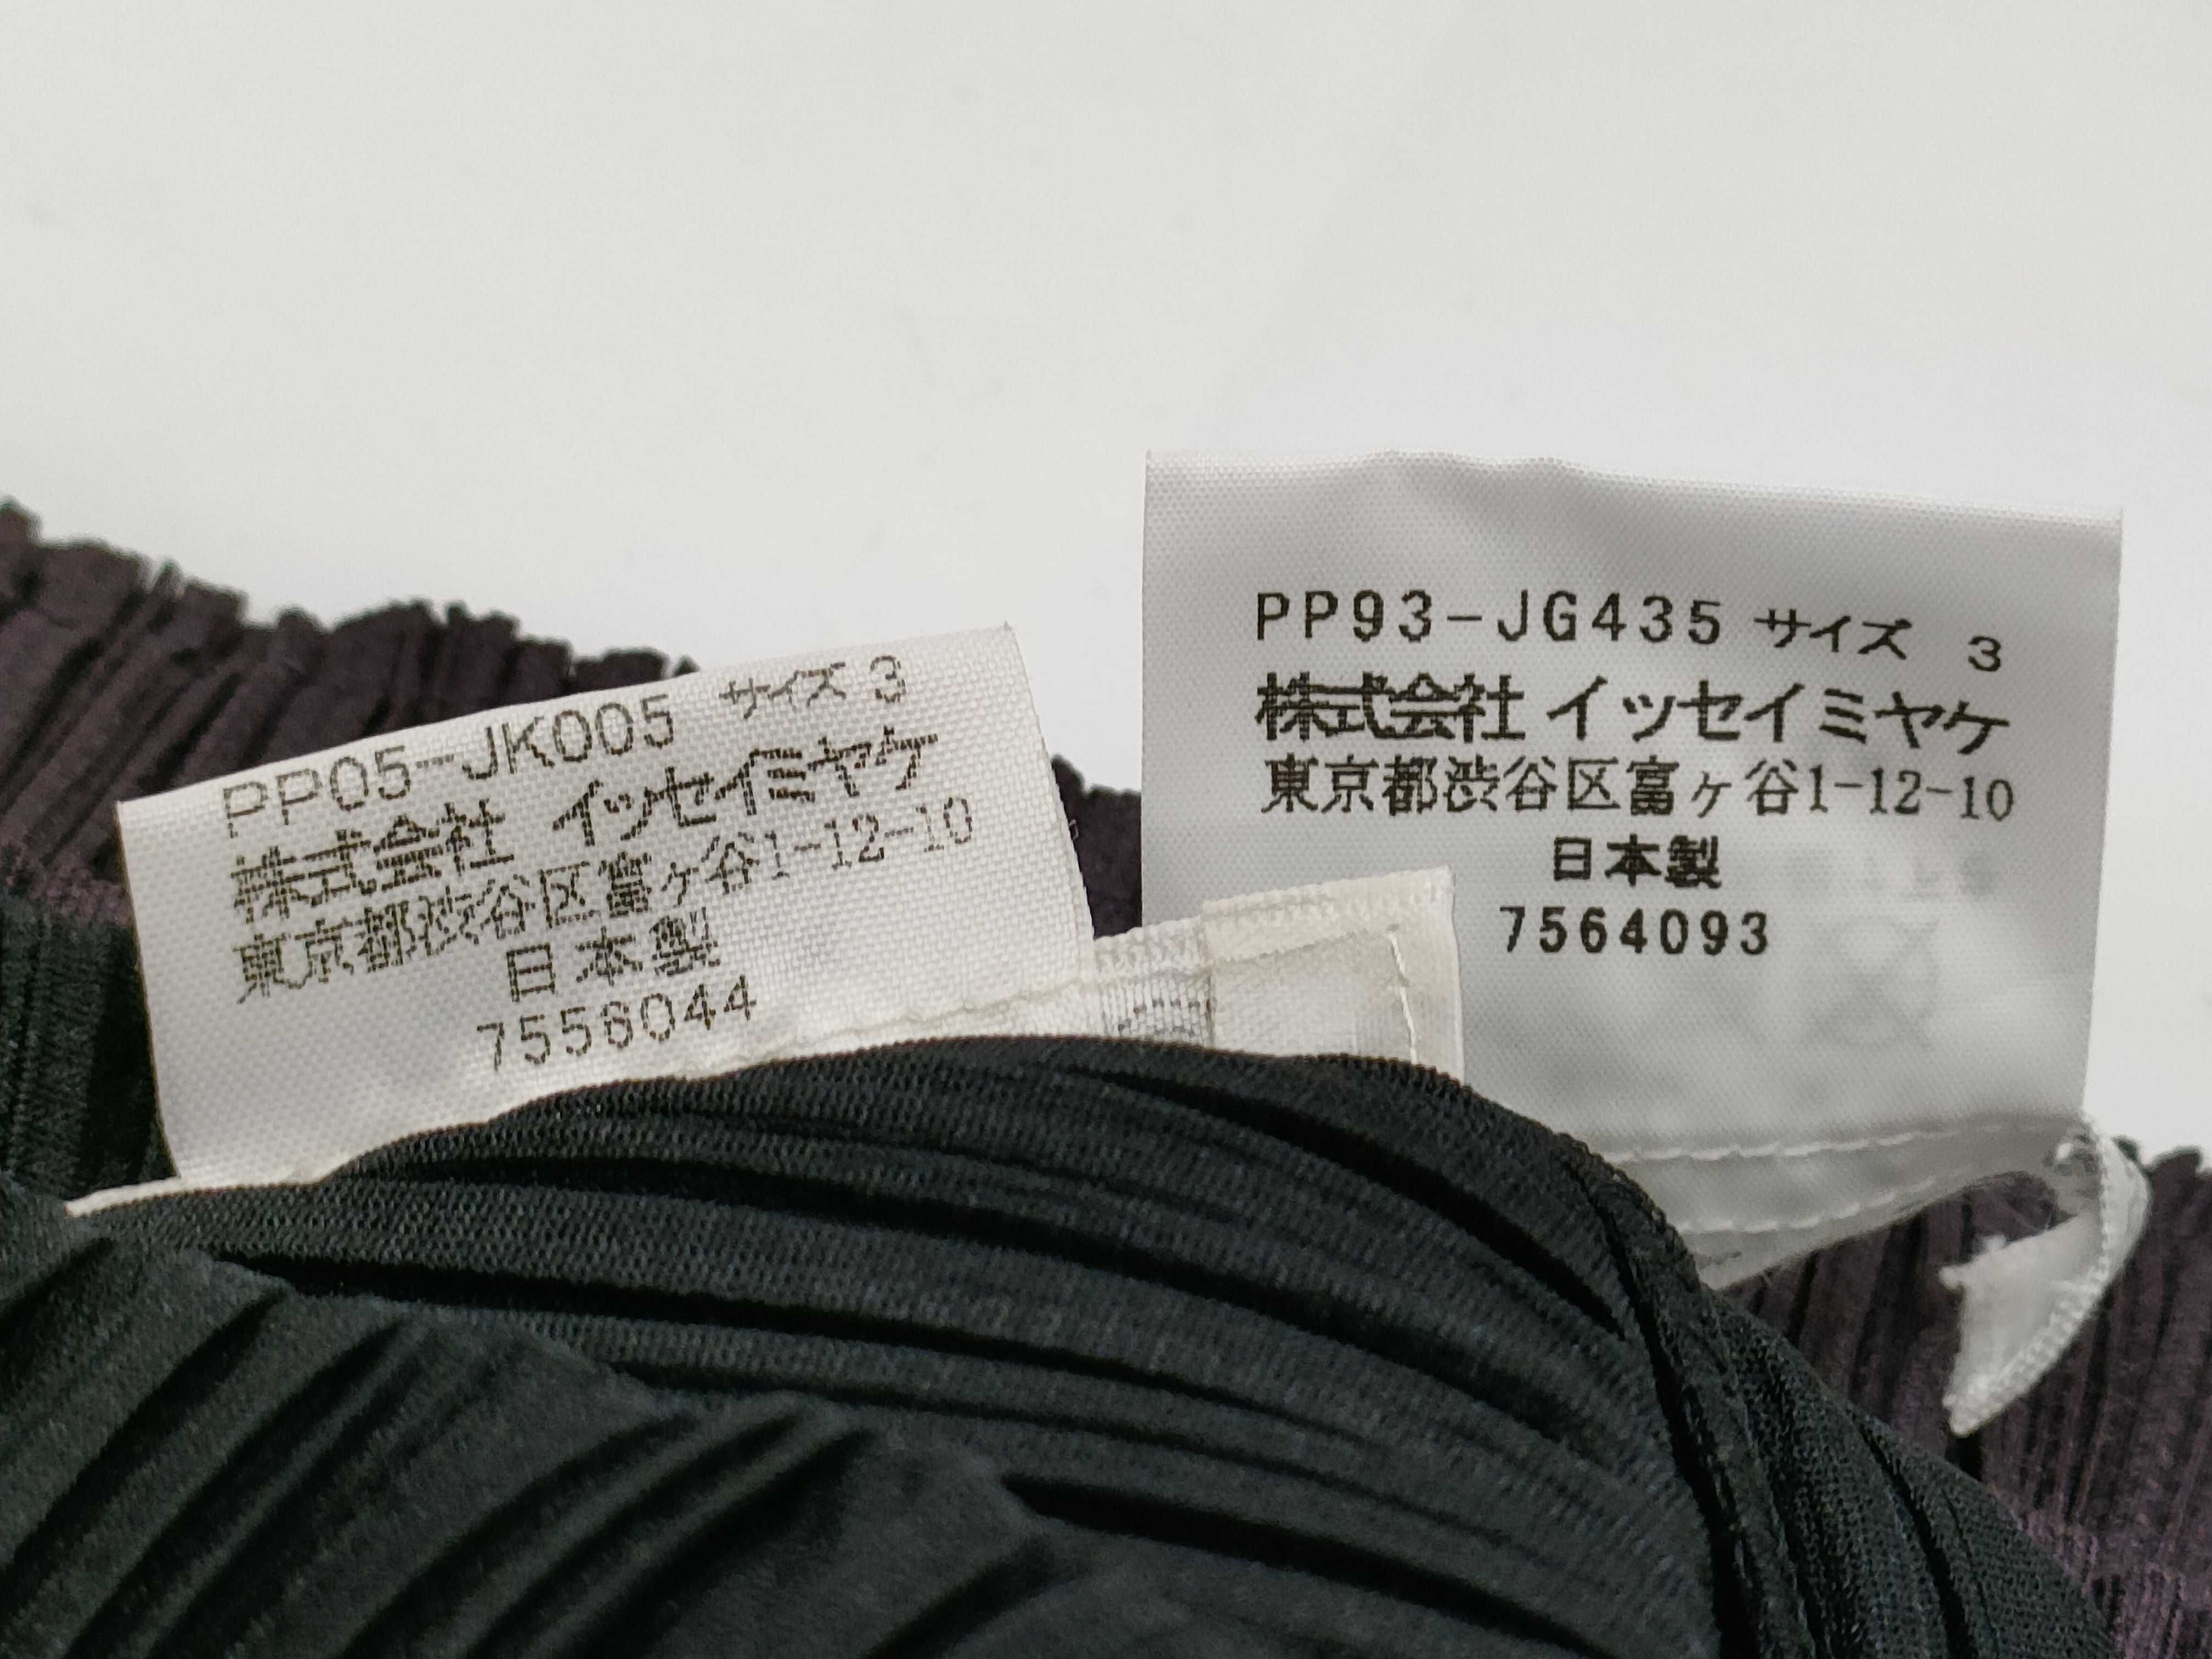 PP05-JK005 サイズ 3
株式会社 イッセイミヤケ
東京都渋谷区富ヶ谷1-12-10
日本製
7556044
PP93-JG435 サイズ 3
株式会社 イッセイミヤケ
東京都渋谷区富ヶ谷1-12-10
日本製
7564093